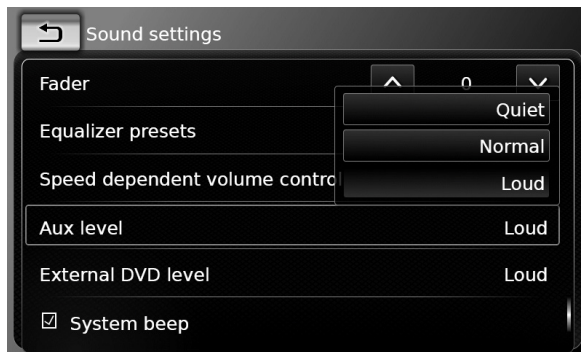 Sound settings
Fader 0
Quiet
Equalizer presets
Normal
Speed dependent volume contro
Loud
Aux level Loud
External DVD level Loud
System beep